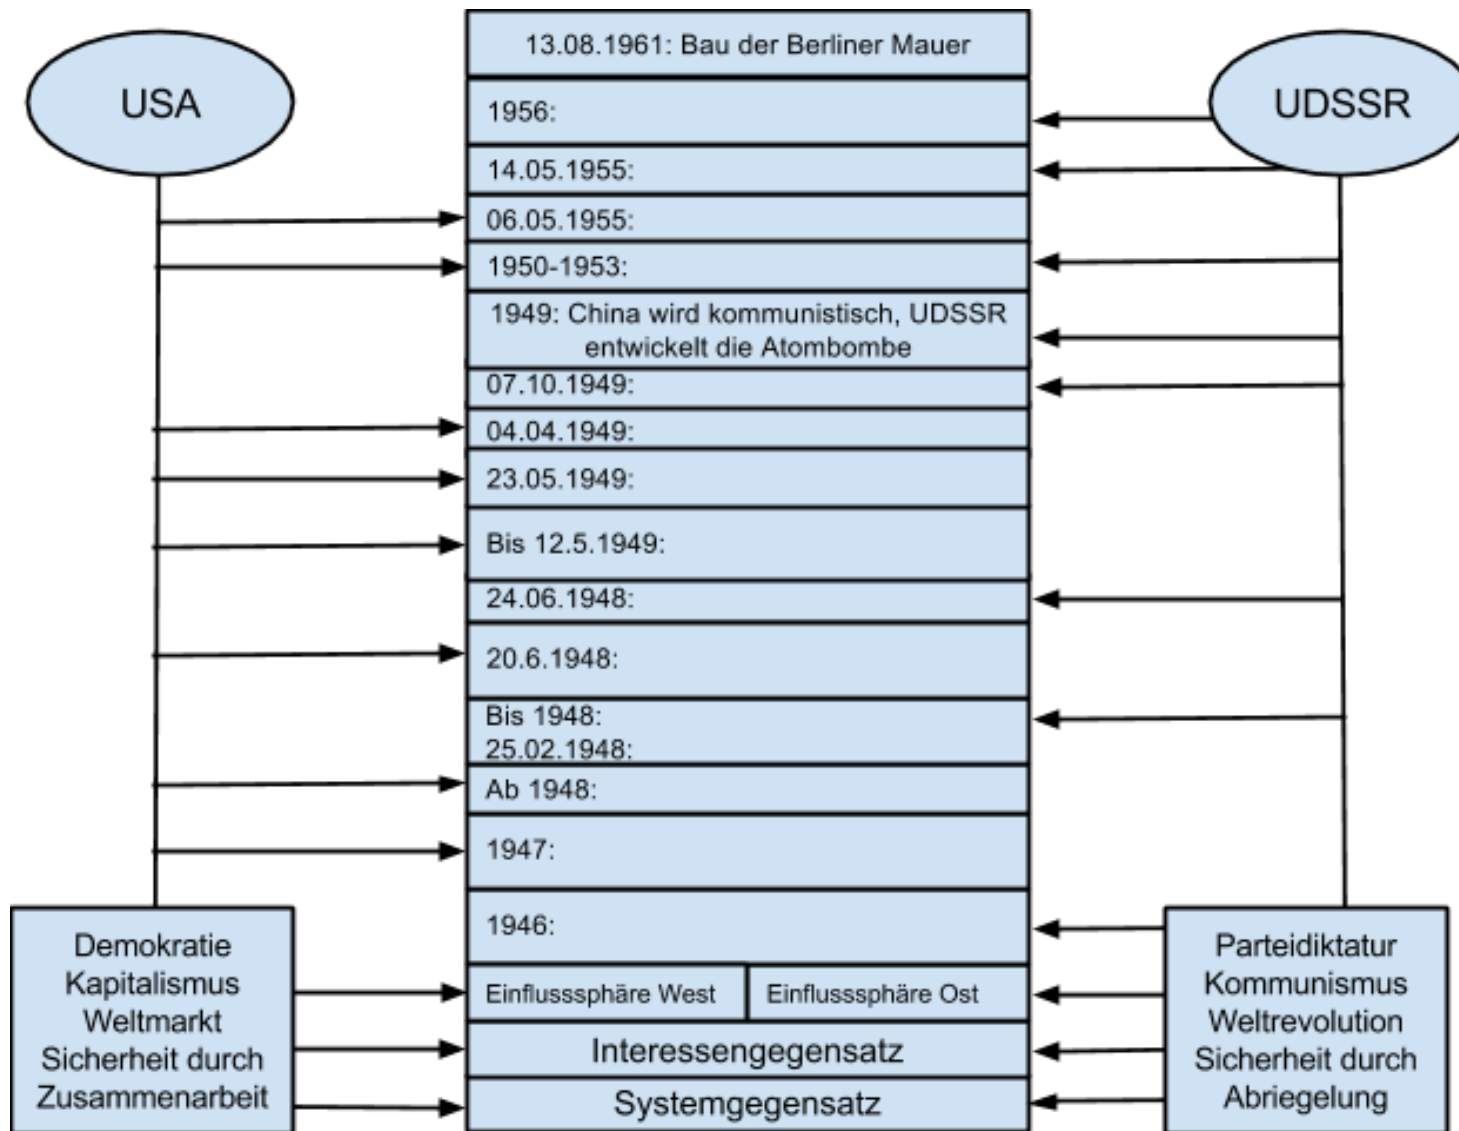 USA
13.08.1961: Bau der Berliner Mauer
UDSSR
1956:
14.05.1955:
06.05.1955:
1950-1953:
1949: China wird kommunistisch, UDSSR
entwickelt die Atombombe
07.10.1949:
04.04.1949:
23.05.1949:
Bis 12.5.1949:
24.06.1948:
20.6.1948:
Bis 1948:
25.02.1948:
Ab 1948:
1947:
1946:
Einflusssphäre West
Einflusssphäre Ost
Interessengegensatz
Systemgegensatz
Demokratie
Kapitalismus
Weltmarkt
Sicherheit durch
Zusammenarbeit
Parteidiktatur
Kommunismus
Weltrevolution
Sicherheit durch
Abriegelung